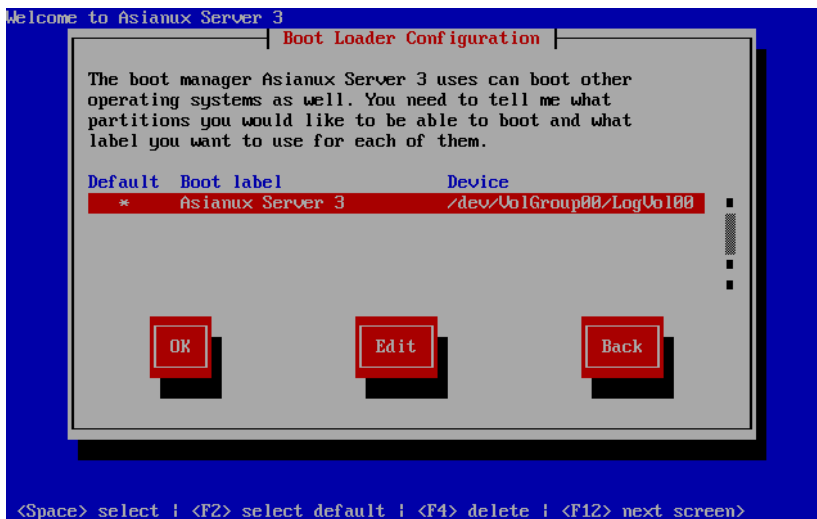 Welcome to Asianux Server 3
Boot Loader Configuration
The boot manager Asianux Server 3 uses can boot other
operating systems as well. You need to tell me what
partitions you would like to be able to boot and what
label you want to use for each of them.
Default Boot label Device
* Asianux Server 3 /dev/VolGroup00/LogVol00
OK Edit Back
<Space> select ¦ <F2> select default ¦ <F4> delete ¦ <F12> next screen>